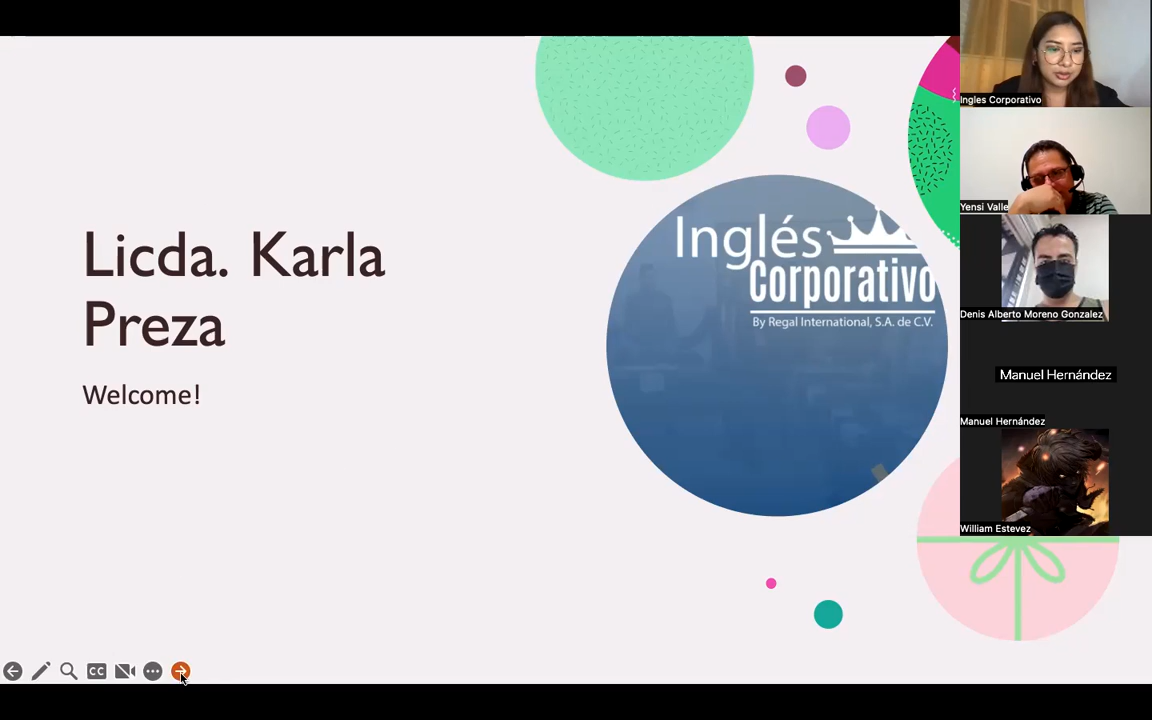 Licda. Karla
Preza
Welcome!
Inglés
Corporativo
By Regal International, S.A. de C.V.
CC
Ingles Corporativo
Yensi Valle
Denis Alberto Moreno Gonzalez
Manuel Hernández
Manuel Hernández
William Estevez